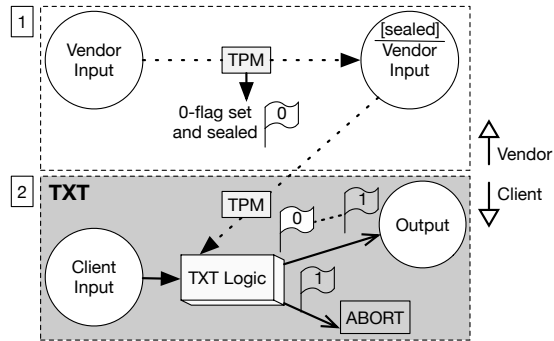 1
Vendor
Input
TPM
[sealed]
Vendor
Input
0-flag set
and sealed
0
Vendor
Client
2
TXT
TPM
0
1
Output
Client
Input
TXT Logic
1
ABORT